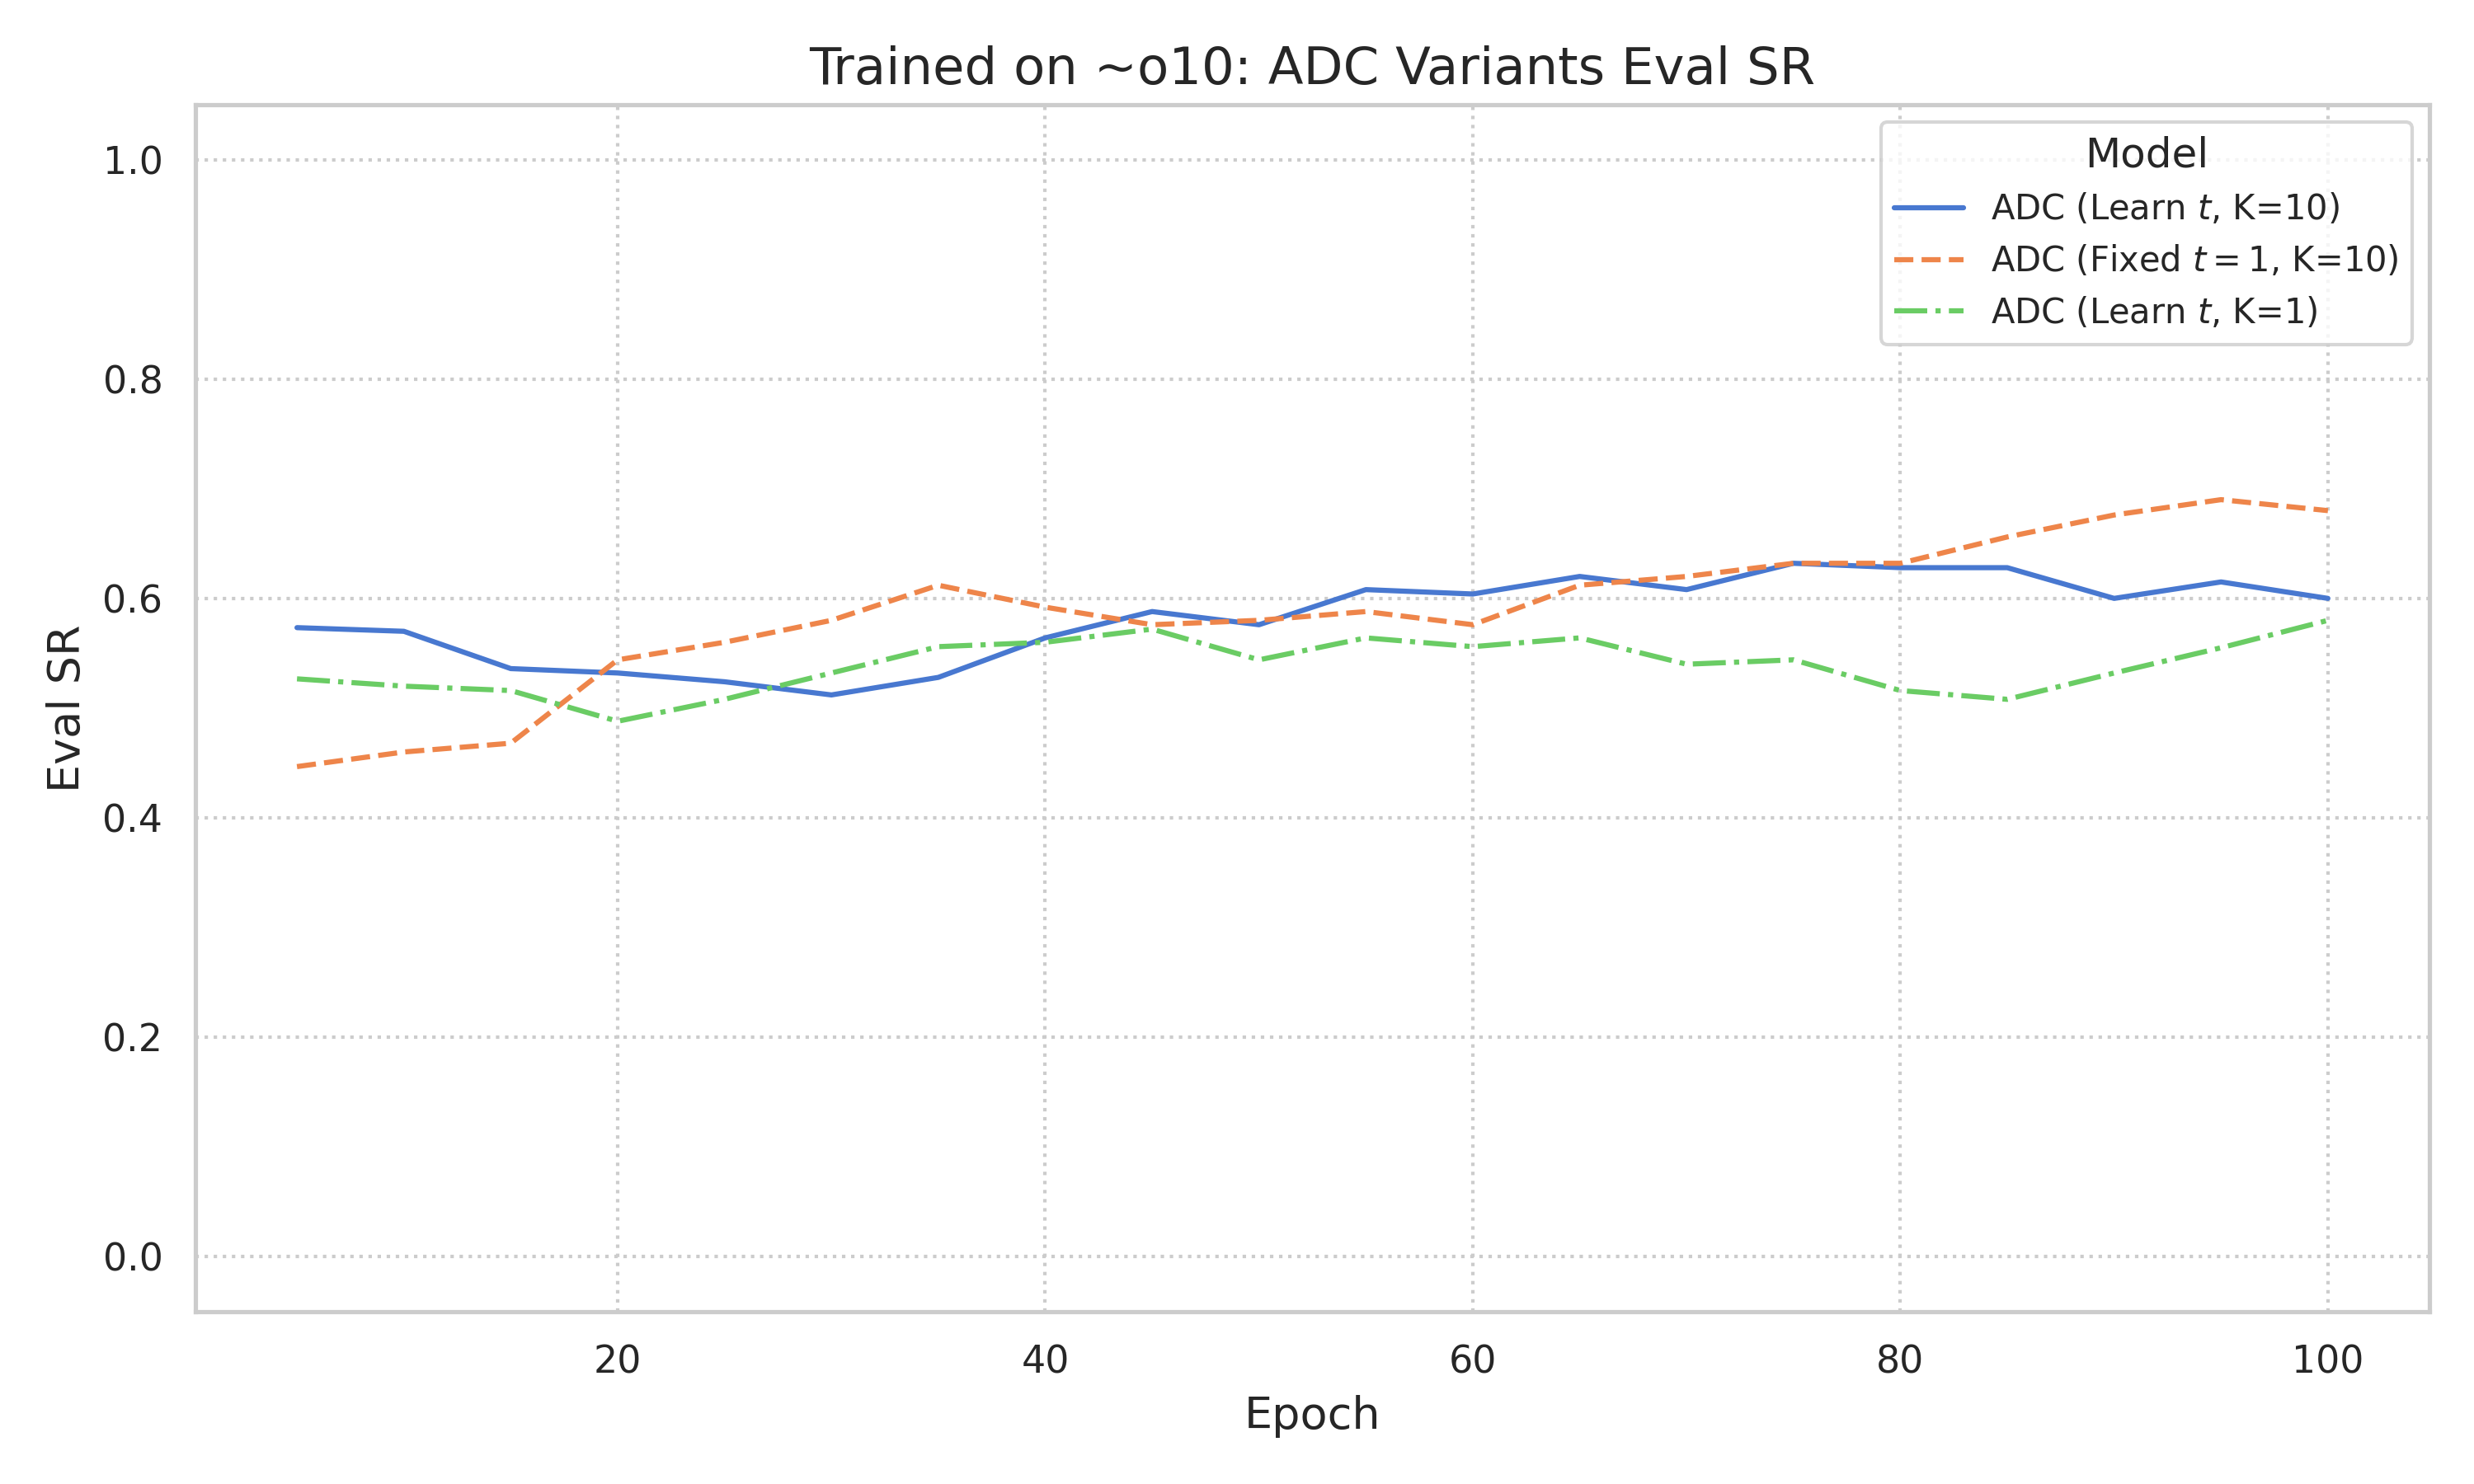 Trained on ~o10: ADC Variants Eval SR
Model
ADC (Learn t, K=10)
ADC (Fixed t = 1, K=10)
ADC (Learn t, K=1)
Eval SR
1.0
0.8
0.6
0.4
0.2
0.0
20 40 60 80 100
Epoch